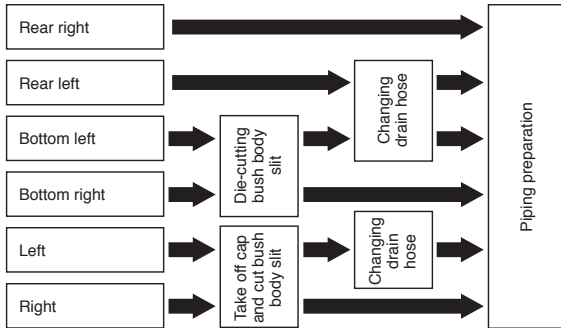 Rear right
Rear left
Bottom left
Bottom right
Left
Right
Die-cutting
bush body
slit
Take off cap
and cut bush
body slit
Changing
drain hose
Changing
drain
hose
Piping preparation